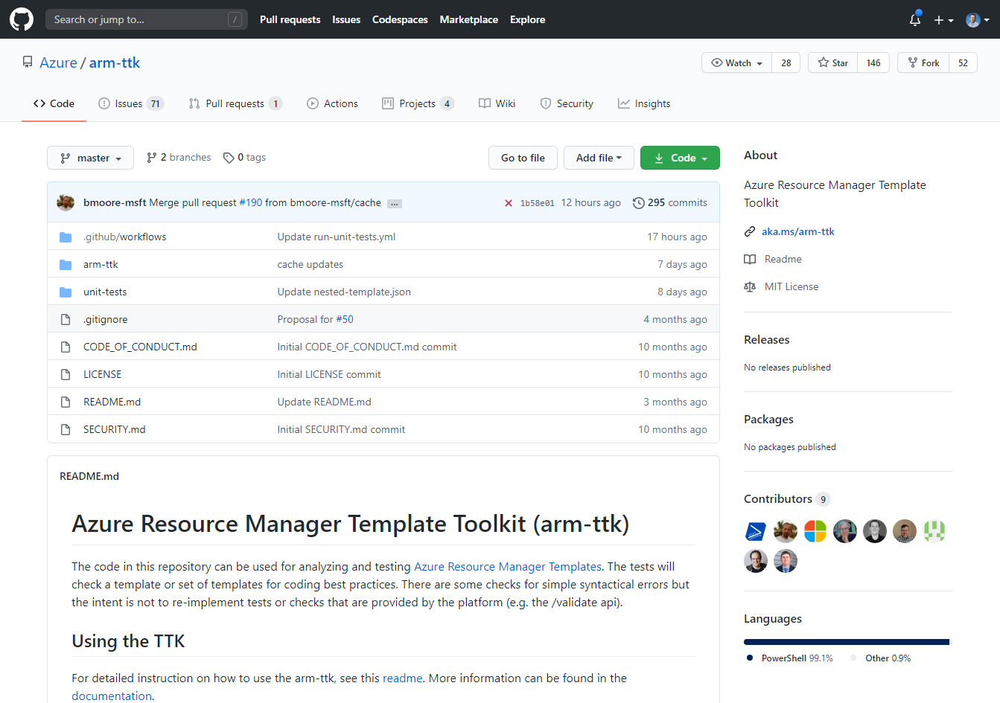 Search or jump to... / Pull requests Issues Codespaces Marketplace Explore
Azure / arm-ttk Watch 28 Star 146 Fork 52
Code Issues 71 Pull requests 1 Actions Projects 4 Wiki Security Insights
master 2 branches 0 tags Go to file Add file Code
bmoore-msft Merge pull request #190 from bmoore-msft/cache ... 1b58e01 12 hours ago 295 commits
.github/workflows Update run-unit-tests.yml 17 hours ago
arm-ttk cache updates 7 days ago
unit-tests Update nested-template.json 8 days ago
.gitignore Proposal for #50 4 months ago
CODE_OF_CONDUCT.md Initial CODE_OF_CONDUCT.md commit 10 months ago
LICENSE Initial LICENSE commit 10 months ago
README.md Update README.md 3 months ago
SECURITY.md Initial SECURITY.md commit 10 months ago
README.md
Azure Resource Manager Template Toolkit (arm-ttk)
The code in this repository can be used for analyzing and testing Azure Resource Manager Templates. The tests will
check a template or set of templates for coding best practices. There are some checks for simple syntactical errors but
the intent is not to re-implement tests or checks that are provided by the platform (e.g. the /validate api).
Using the TTK
For detailed instruction on how to use the arm-ttk, see this readme. More information can be found in the
documentation.
About
Azure Resource Manager Template
Toolkit
aka.ms/arm-ttk
Readme
MIT License
Releases
No releases published
Packages
No packages published
Contributors 9
Languages
PowerShell 99.1% Other 0.9%